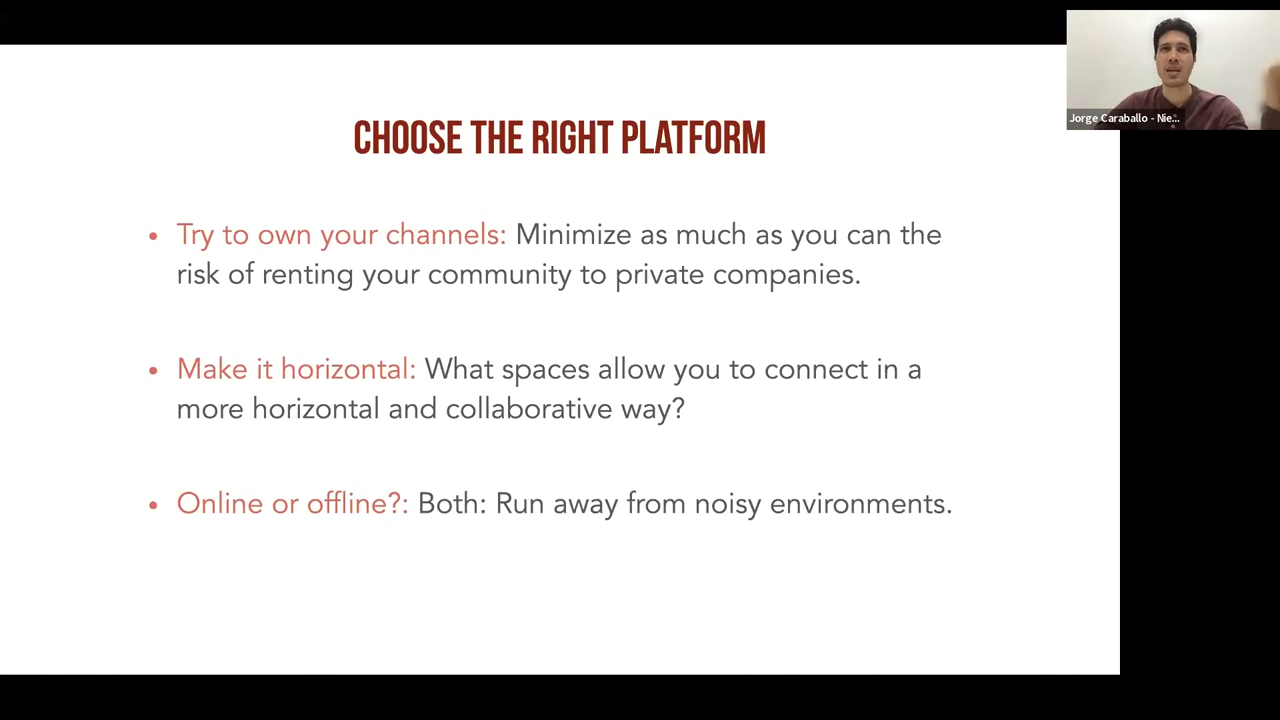 CHOOSE THE RIGHT PLATFORM
Jorge Caraballo - Nie...
• Try to own your channels: Minimize as much as you can the
risk of renting your community to private companies.
• Make it horizontal: What spaces allow you to connect in a
more horizontal and collaborative way?
• Online or offline?: Both: Run away from noisy environments.